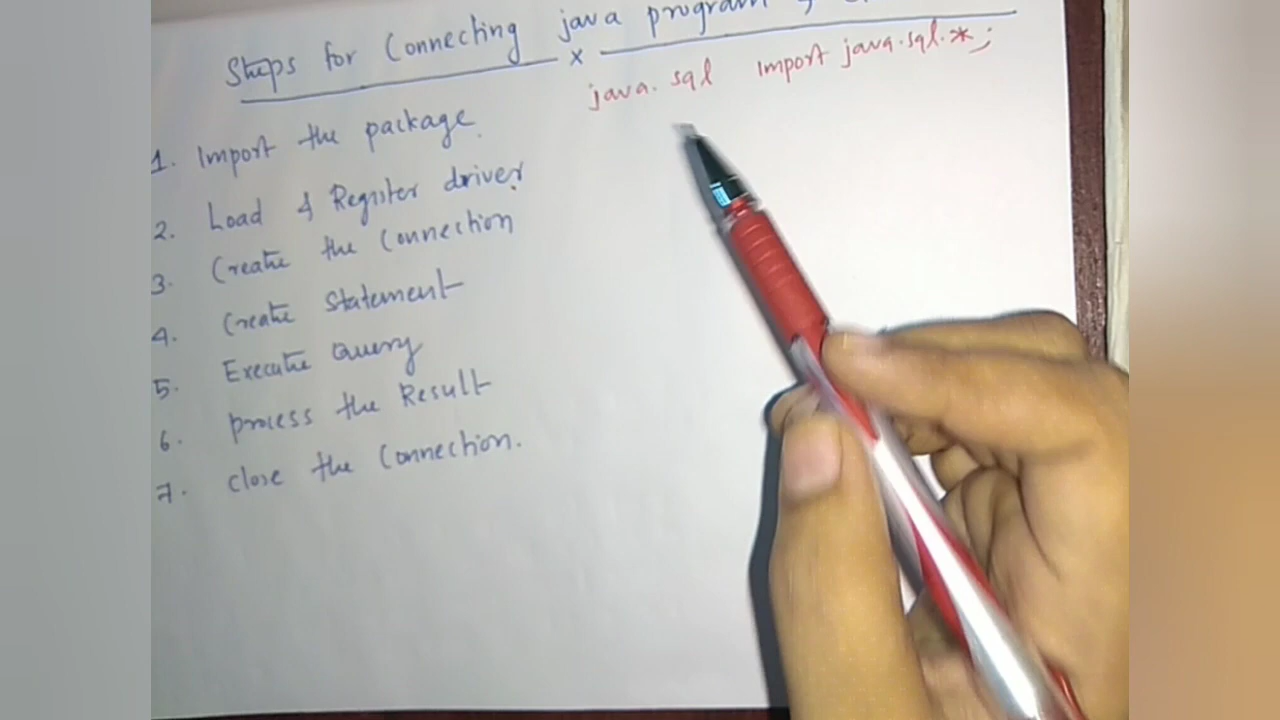 Steps for Connecting java program
java.sql import java.sql.*;
1. Import the package.
2. Load & Register driver
3. Create the Connection
4. Create Statement
5. Execute Query
6. process the Result
7. close the Connection.